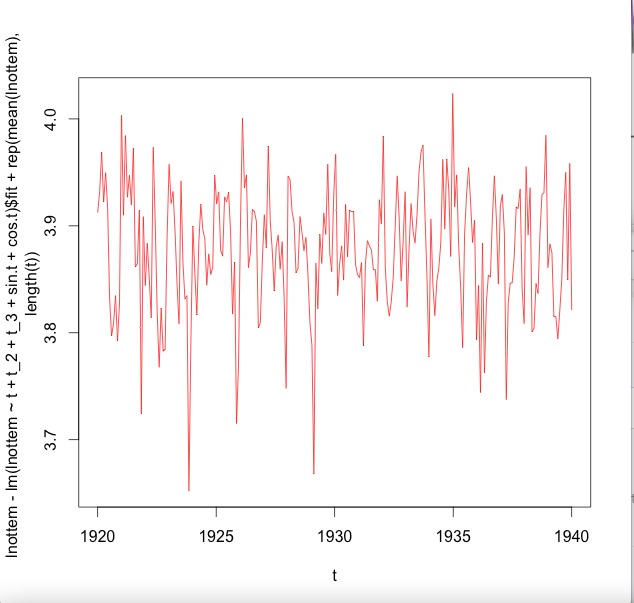 lnottem - lm(lnottem ~ t + t_2 + t_3 + sin.t + cos.t)$fit + rep(mean(lnottem),
length(t))
4.0
3.9
3.8
3.7
1920 1925 1930 1935 1940
t